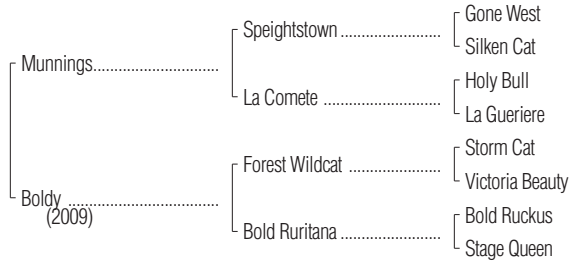 Gone West
Speightstown ........................
Silken Cat
Munnings..............................
Holy Bull
La Comete ............................
La Gueriere
Storm Cat
Forest Wildcat ......................
Victoria Beauty
Boldy ....................................
(2009)
Bold Ruckus
Bold Ruritana ........................
Stage Queen